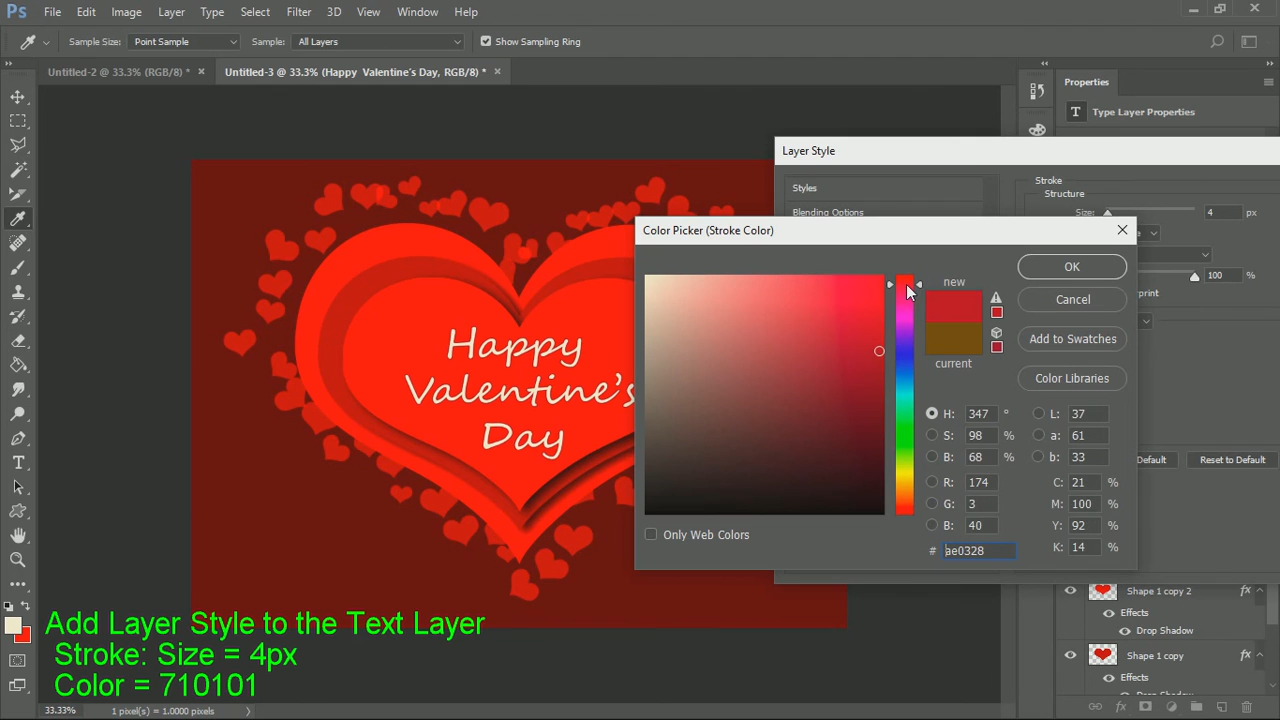 Ps File Edit Image Layer Type Select Filter 3D View Window Help
Sample Size: Point Sample Sample: All Layers Show Sampling Ring
Untitled-2 @ 33.3% (RGB/8) * × Untitled-3 @ 33.3% (Happy Valentine's Day, RGB/8) * ×
Properties
T Type Layer Properties
Layer Style
Styles
Blending Options
Stroke
Structure
Size: 4 px
100 %
Color Picker (Stroke Color)
new
current
OK
Cancel
Add to Swatches
Color Libraries
H: 347 ° L: 37
S: 98 % a: 61
B: 68 % b: 33
R: 174 C: 21 %
G: 3 M: 100 %
B: 40 Y: 92 %
# ae0328 K: 14 %
Only Web Colors
Default Reset to Default
Happy
Valentine's
Day
Shape 1 copy 2 fx
Effects
Drop Shadow
Shape 1 copy fx
Effects
Add Layer Style to the Text Layer
Stroke: Size = 4px
Color = 710101
33.33% 1 pixel(s) = 1.0000 pixels